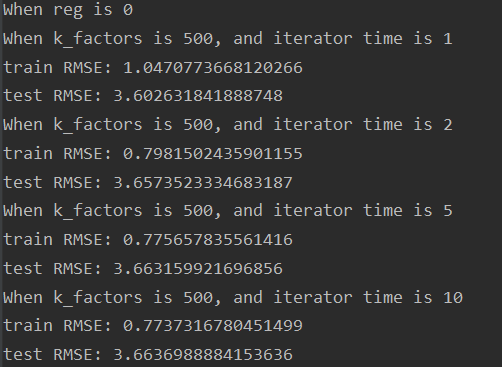 When reg is 0
When k_factors is 500, and iterator time is 1
train RMSE: 1.0470773668120266
test RMSE: 3.602631841888748
When k_factors is 500, and iterator time is 2
train RMSE: 0.7981502435901155
test RMSE: 3.6573523334683187
When k_factors is 500, and iterator time is 5
train RMSE: 0.775657835561416
test RMSE: 3.663159921696856
When k_factors is 500, and iterator time is 10
train RMSE: 0.7737316780451499
test RMSE: 3.6636988884153636